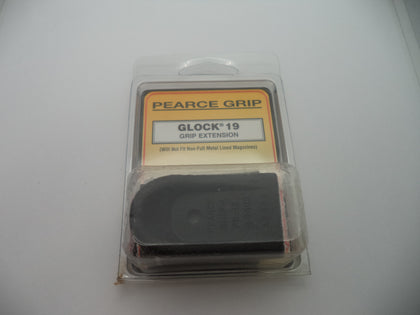 PEARCE GRIP
GLOCK® 19
GRIP EXTENSION
(Will Not Fit Non-Full Metal Lined Magazines)